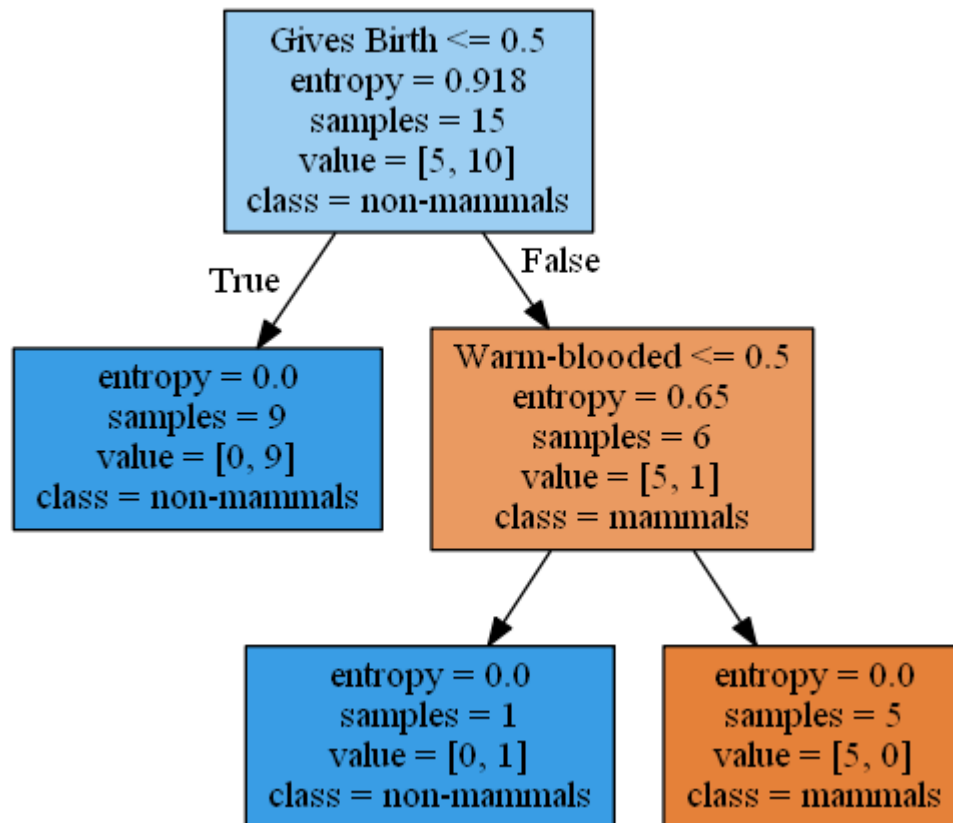 Gives Birth <= 0.5
entropy = 0.918
samples = 15
value = [5, 10]
class = non-mammals
True
False
entropy = 0.0
samples = 9
value = [0, 9]
class = non-mammals
Warm-blooded <= 0.5
entropy = 0.65
samples = 6
value = [5, 1]
class = mammals
entropy = 0.0
samples = 1
value = [0, 1]
class = non-mammals
entropy = 0.0
samples = 5
value = [5, 0]
class = mammals